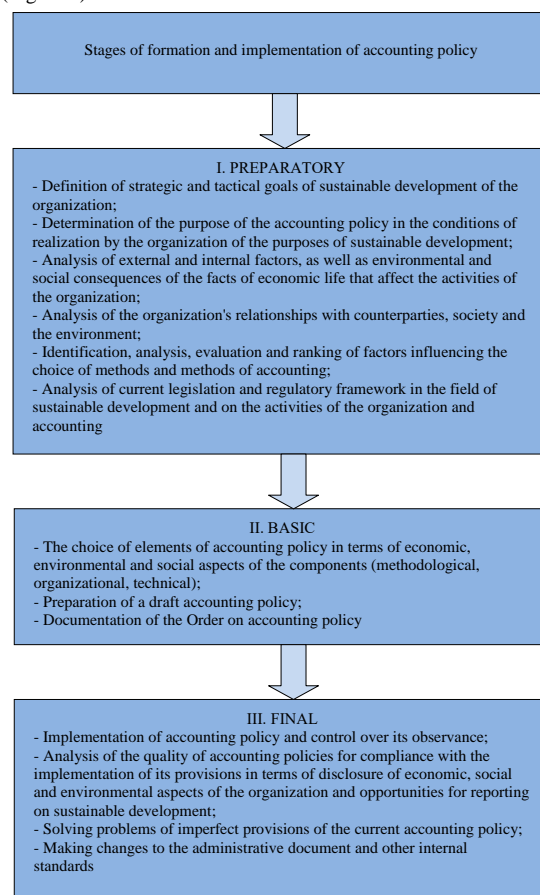 Stages of formation and implementation of accounting policy
I. PREPARATORY
- Definition of strategic and tactical goals of sustainable development of the
organization;
- Determination of the purpose of the accounting policy in the conditions of
realization by the organization of the purposes of sustainable development;
- Analysis of external and internal factors, as well as environmental and
social consequences of the facts of economic life that affect the activities
of the organization;
- Analysis of the organization's relationships with counterparties, society and
the environment;
- Identification, analysis, evaluation and ranking of factors influencing the
choice of methods and methods of accounting;
- Analysis of current legislation and regulatory framework in the field of
sustainable development and on the activities of the organization and
accounting
II. BASIC
- The choice of elements of accounting policy in terms of economic,
environmental and social aspects of the components (methodological,
organizational, technical);
- Preparation of a draft accounting policy;
- Documentation of the Order on accounting policy
III. FINAL
- Implementation of accounting policy and control over its observance;
- Analysis of the quality of accounting policies for compliance with the
implementation of its provisions in terms of disclosure of economic, social
and environmental aspects of the organization and opportunities for reporting
on sustainable development;
- Solving problems of imperfect provisions of the current accounting policy;
- Making changes to the administrative document and other internal
standards